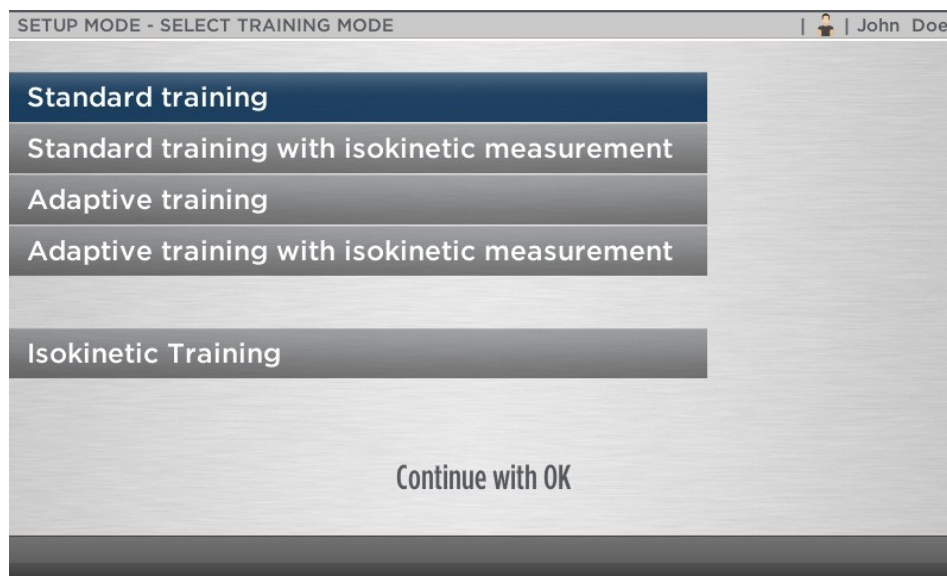 SETUP MODE - SELECT TRAINING MODE | | John Doe
Standard training
Standard training with isokinetic measurement
Adaptive training
Adaptive training with isokinetic measurement
Isokinetic Training
Continue with OK